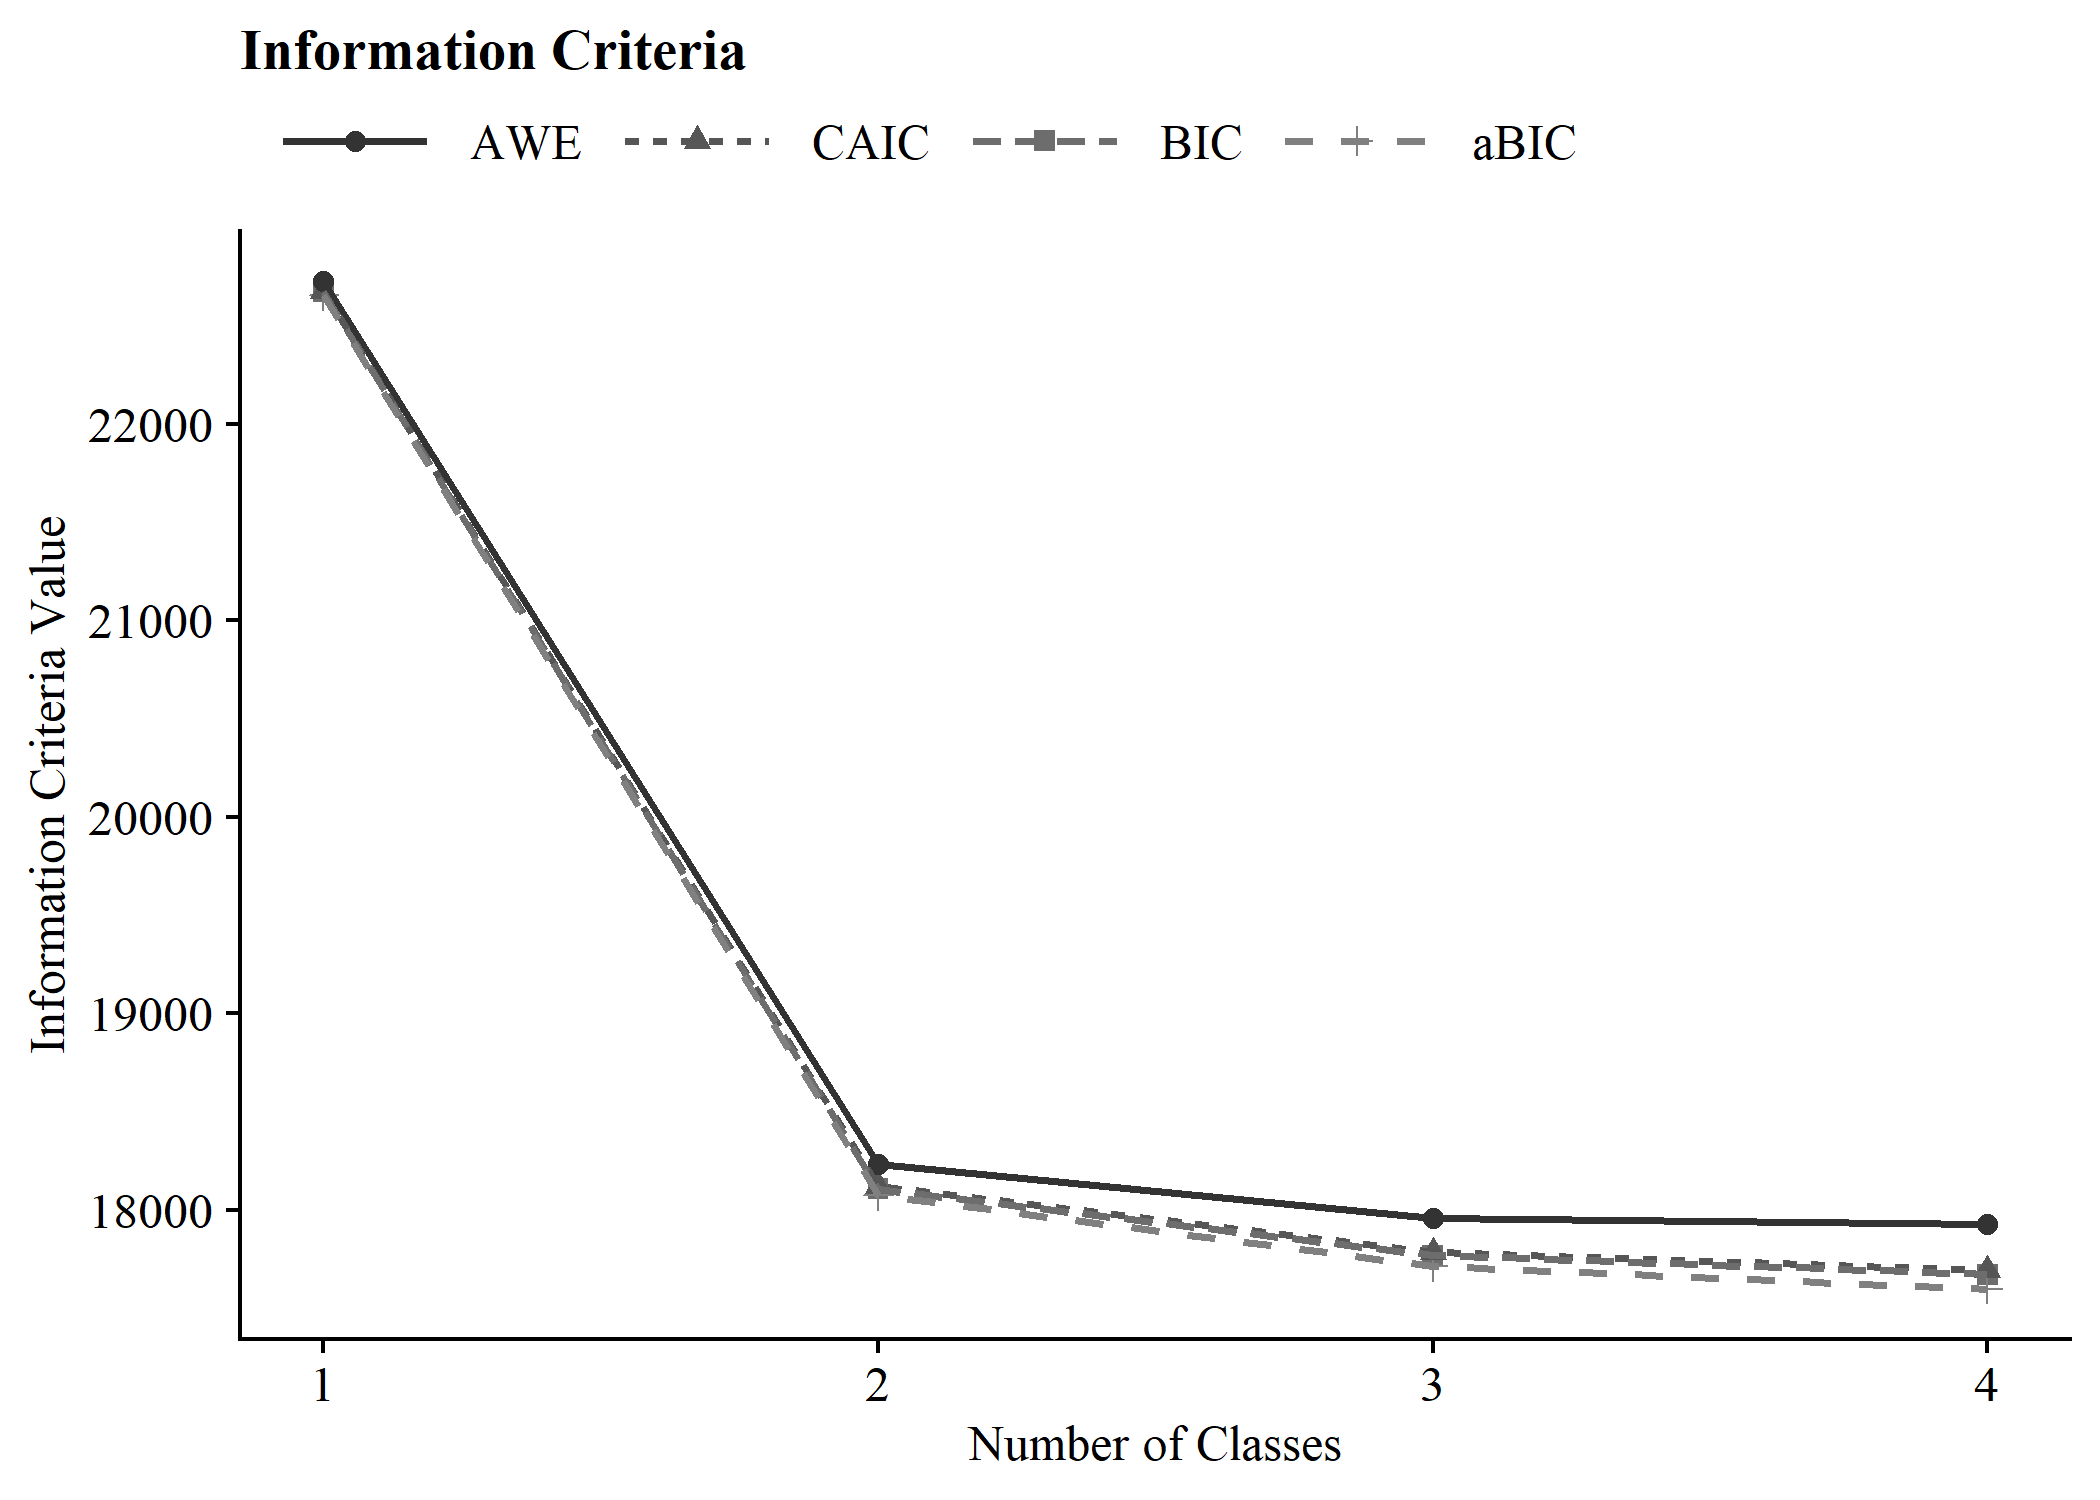 Information Criteria
AWE CAIC BIC aBIC
Information Criteria Value
22000
21000
20000
19000
18000
1 2 3 4
Number of Classes